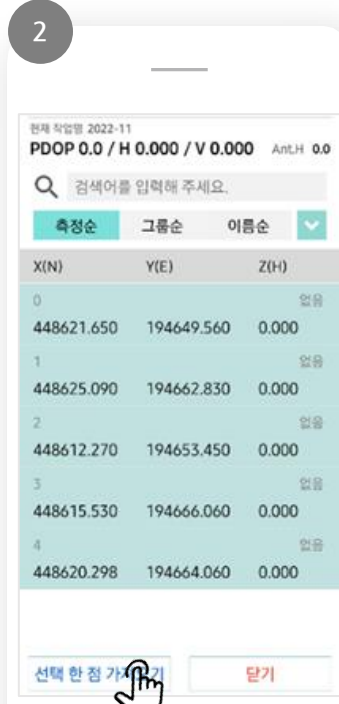 2
현재 작업명 2022-11
PDOP 0.0 / H 0.000 / V 0.000 Ant.H 0.0
검색어를 입력해 주세요.
측정순 그룹순 이름순
X(N) Y(E) Z(H)
0 없음
448621.650 194649.560 0.000
1 없음
448625.090 194662.830 0.000
2 없음
448612.270 194653.450 0.000
3 없음
448615.530 194666.060 0.000
4 없음
448620.298 194664.060 0.000
선택 한 점 가져오기 닫기